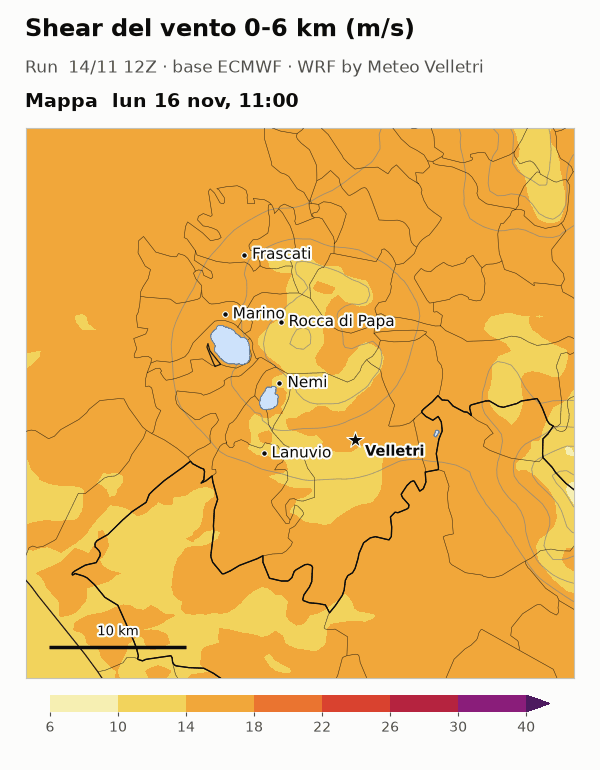 Shear del vento 0-6 km (m/s)
Run  14/11 12Z · base ECMWF · WRF by Meteo Velletri
Mappa  lun 16 nov, 11:00
Frascati
Marino
Rocca di Papa
Nemi
Velletri
Lanuvio
10 km
6 10 14 18 22 26 30 40